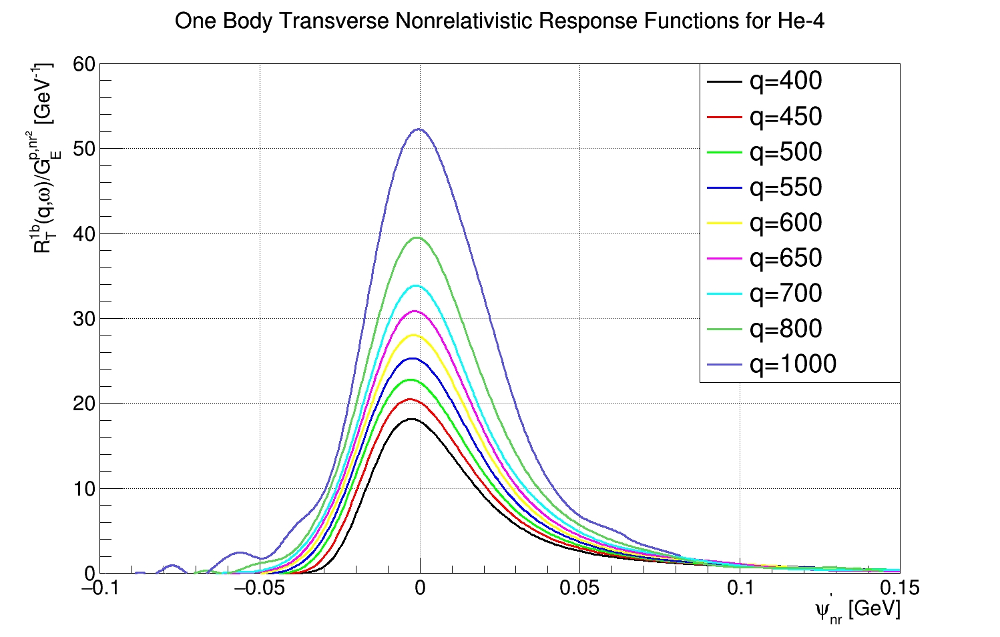 One Body Transverse Nonrelativistic Response Functions for He-4
R_T^{1b}(q,ω)/G_E^{p,nr^2} [GeV^{-1}]
60
50
40
30
20
10
0
−0.1 −0.05 0 0.05 0.1 0.15
ψ'_{nr} [GeV]
q=400
q=450
q=500
q=550
q=600
q=650
q=700
q=800
q=1000